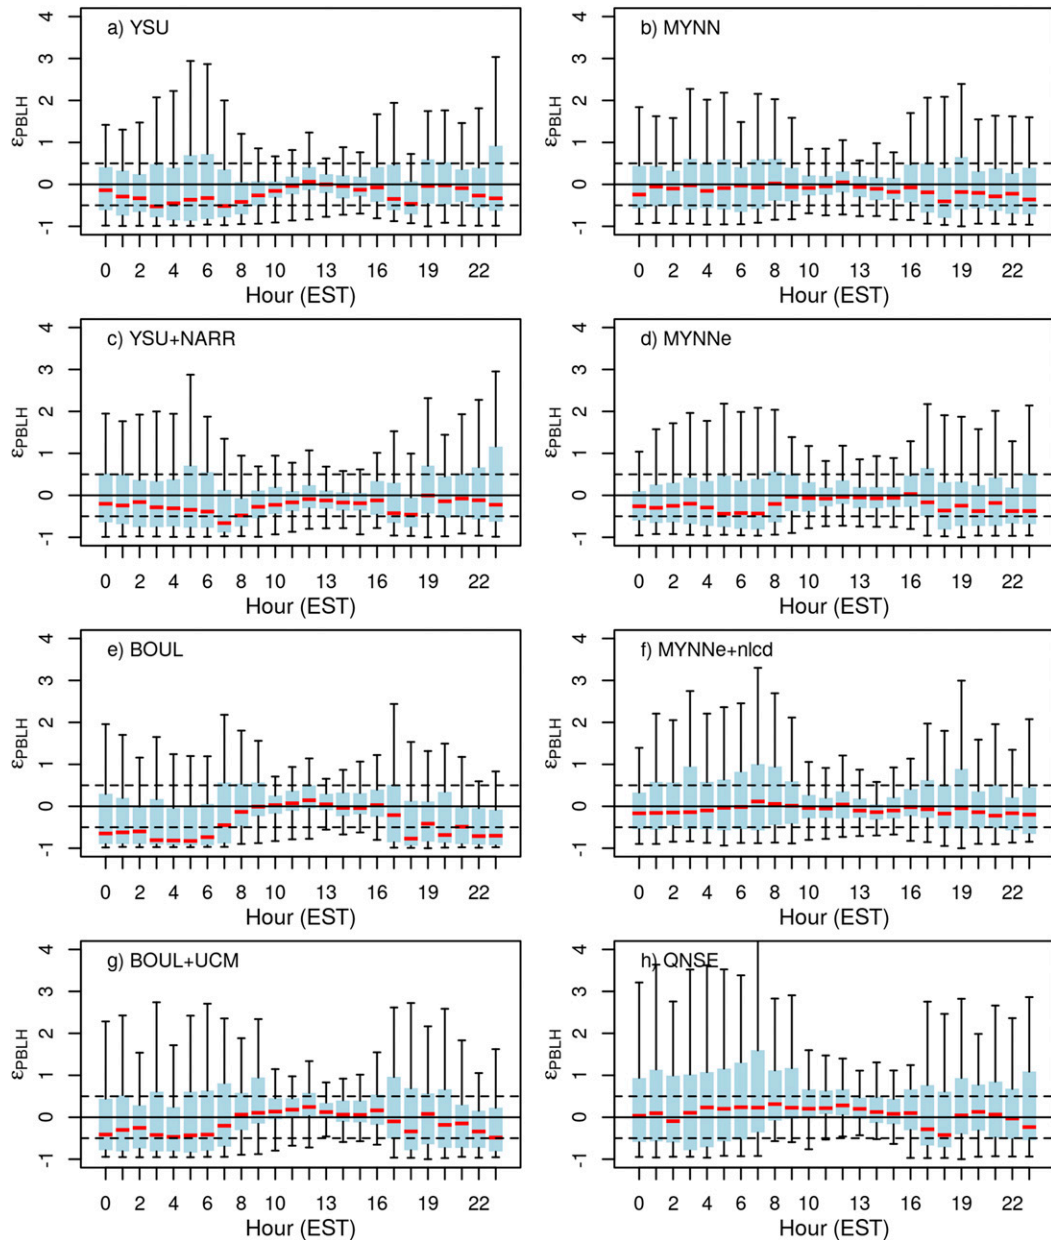 a) YSU
εPBLH
4
3
2
1
0
-1
0 2 4 6 8 10 13 16 19 22
Hour (EST)
b) MYNN
εPBLH
4
3
2
1
0
-1
0 2 4 6 8 10 13 16 19 22
Hour (EST)
c) YSU+NARR
εPBLH
4
3
2
1
0
-1
0 2 4 6 8 10 13 16 19 22
Hour (EST)
d) MYNNe
εPBLH
4
3
2
1
0
-1
0 2 4 6 8 10 13 16 19 22
Hour (EST)
e) BOUL
εPBLH
4
3
2
1
0
-1
0 2 4 6 8 10 13 16 19 22
Hour (EST)
f) MYNNe+nlcd
εPBLH
4
3
2
1
0
-1
0 2 4 6 8 10 13 16 19 22
Hour (EST)
g) BOUL+UCM
εPBLH
4
3
2
1
0
-1
0 2 4 6 8 10 13 16 19 22
Hour (EST)
h) QNSE
εPBLH
4
3
2
1
0
-1
0 2 4 6 8 10 13 16 19 22
Hour (EST)